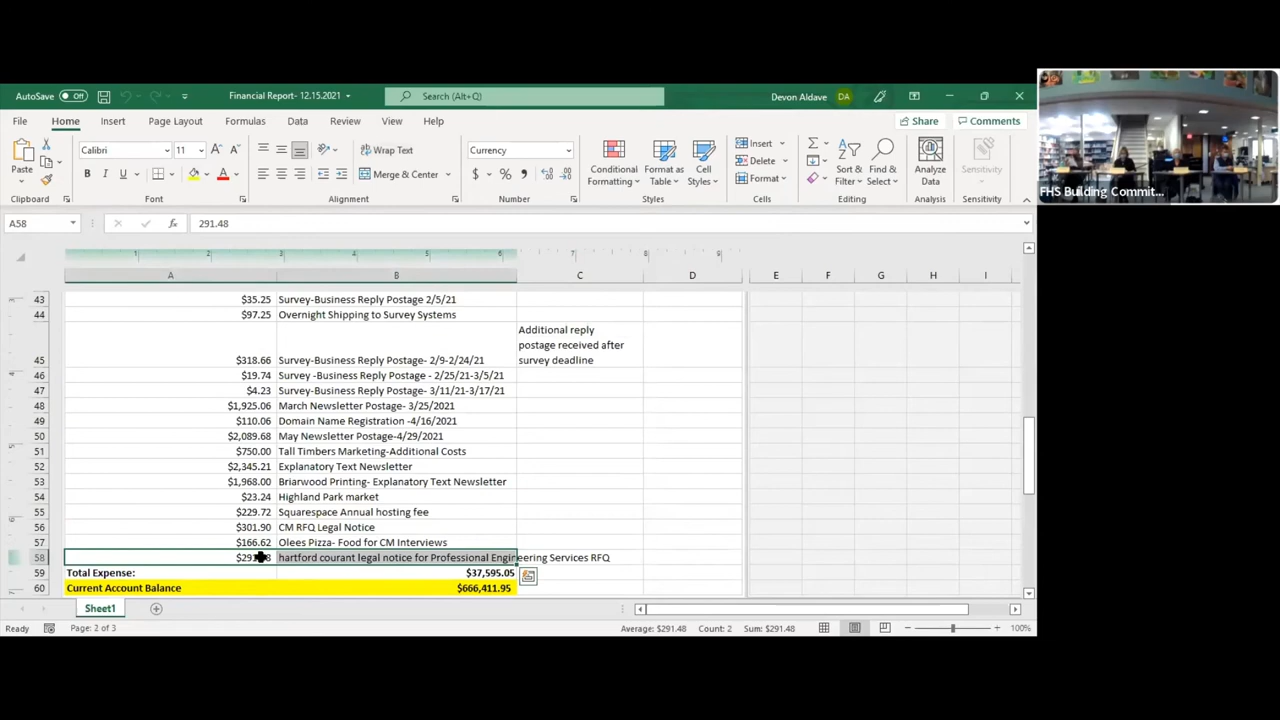 AutoSave Off Financial Report- 12.15.2021 Search (Alt+Q) Devon Aldave DA
File Home Insert Page Layout Formulas Data Review View Help Share Comments
Paste Calibri 11 Wrap Text Currency Conditional Formatting Format as Table Cell Styles Insert Sort & Filter Find & Select Analyze Data Sensitivity
B I U A Merge & Center $ % Delete Format
Clipboard Font Alignment Number Styles Cells Editing Analysis Sensitivity
FHS Building Commit...
A58 fx 291.48
1 2 3 4 5 6 7 8 9
A B C D E F G H I
43 $35.25 Survey-Business Reply Postage 2/5/21
44 $97.25 Overnight Shipping to Survey Systems
Additional reply
postage received after
45 $318.66 Survey-Business Reply Postage- 2/9-2/24/21 survey deadline
46 $19.74 Survey -Business Reply Postage - 2/25/21-3/5/21
47 $4.23 Survey-Business Reply Postage- 3/11/21-3/17/21
48 $1,925.06 March Newsletter Postage- 3/25/2021
49 $110.06 Domain Name Registration -4/16/2021
50 $2,089.68 May Newsletter Postage-4/29/2021
51 $750.00 Tall Timbers Marketing-Additional Costs
52 $2,345.21 Explanatory Text Newsletter
53 $1,968.00 Briarwood Printing- Explanatory Text Newsletter
54 $23.24 Highland Park market
55 $229.72 Squarespace Annual hosting fee
56 $301.90 CM RFQ Legal Notice
57 $166.62 Olees Pizza- Food for CM Interviews
58 hartford courant legal notice for Professional Engineering Services RFQ
59 Total Expense: $37,595.05
60 Current Account Balance $666,411.95
Sheet1
Ready Page: 2 of 3 Average: $291.48 Count: 2 Sum: $291.48 100%